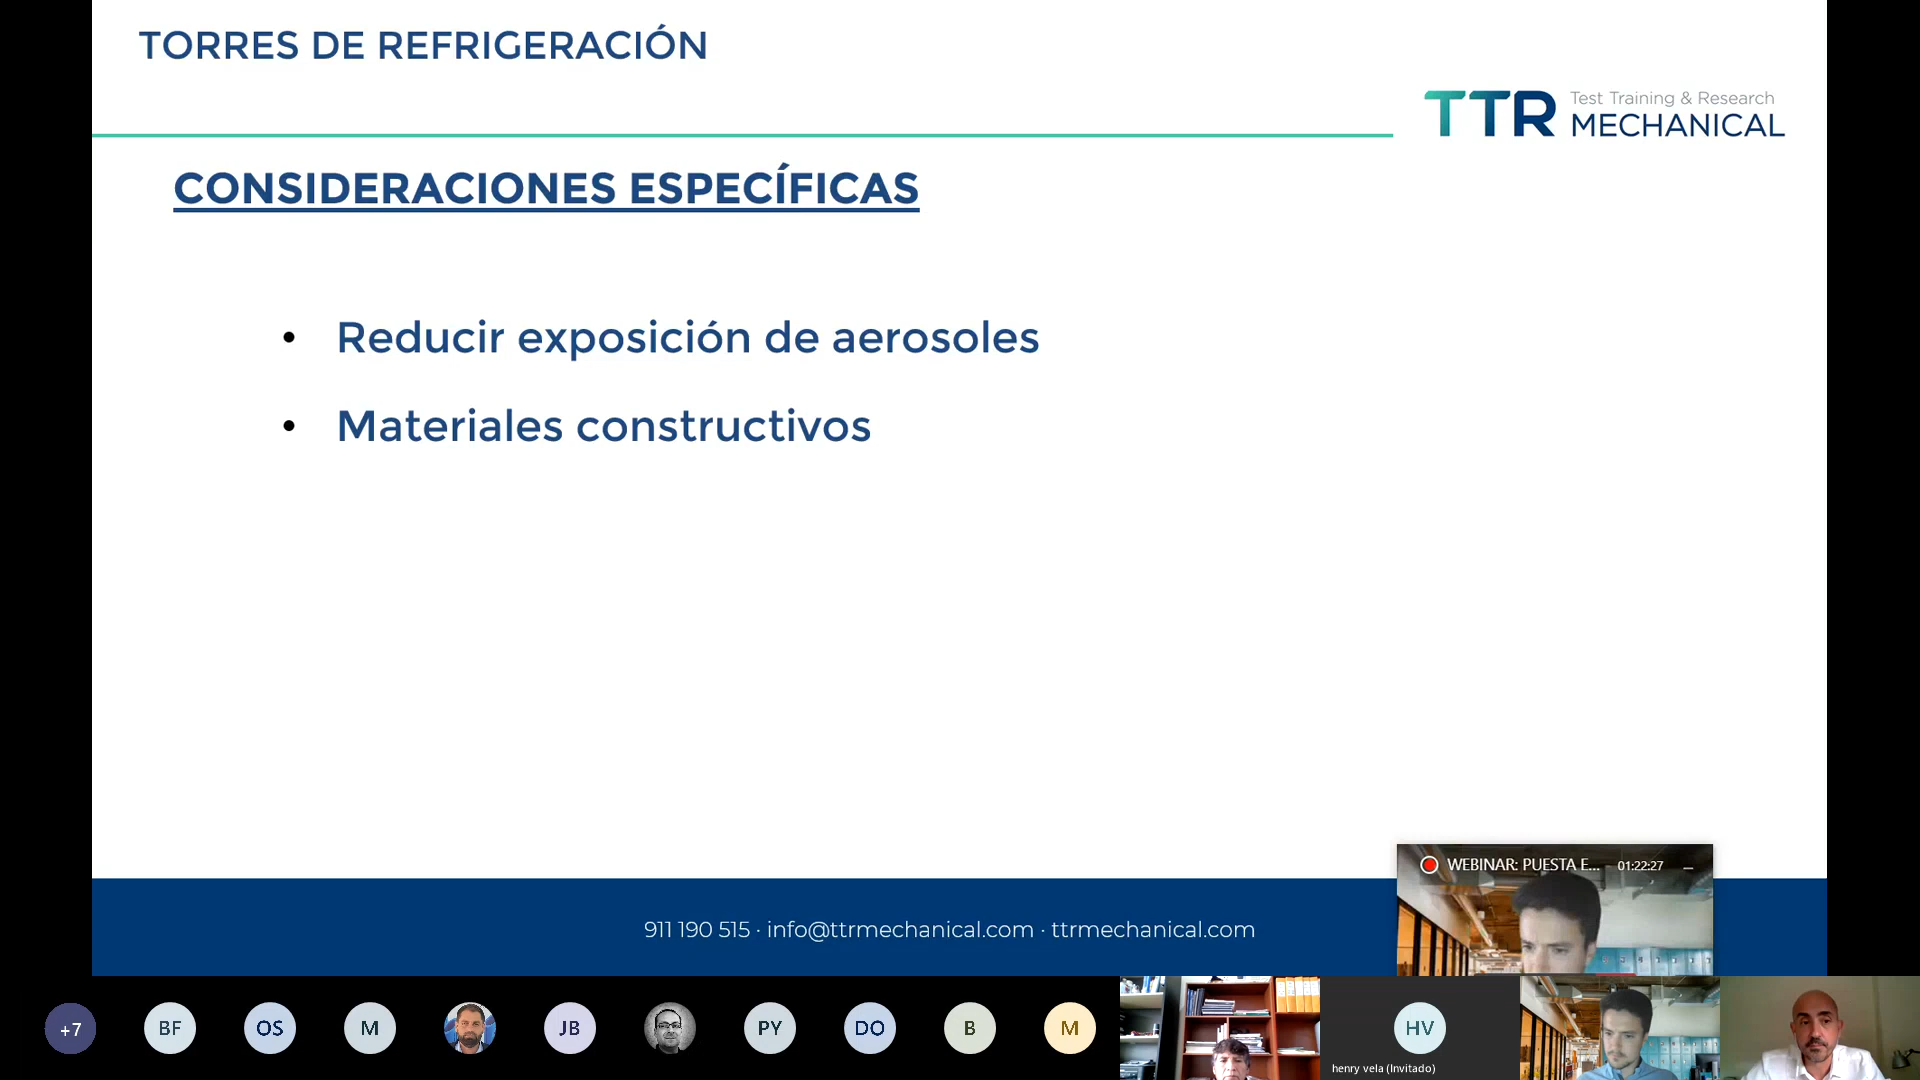 TORRES DE REFRIGERACIÓN
TTR Test Training & Research
MECHANICAL
CONSIDERACIONES ESPECÍFICAS
• Reducir exposición de aerosoles
• Materiales constructivos
WEBINAR: PUESTA E... 01:22:27
911 190 515 · info@ttrmechanical.com · ttrmechanical.com
+7 BF OS M JB PY DO B M HV
henry vela (Invitado)